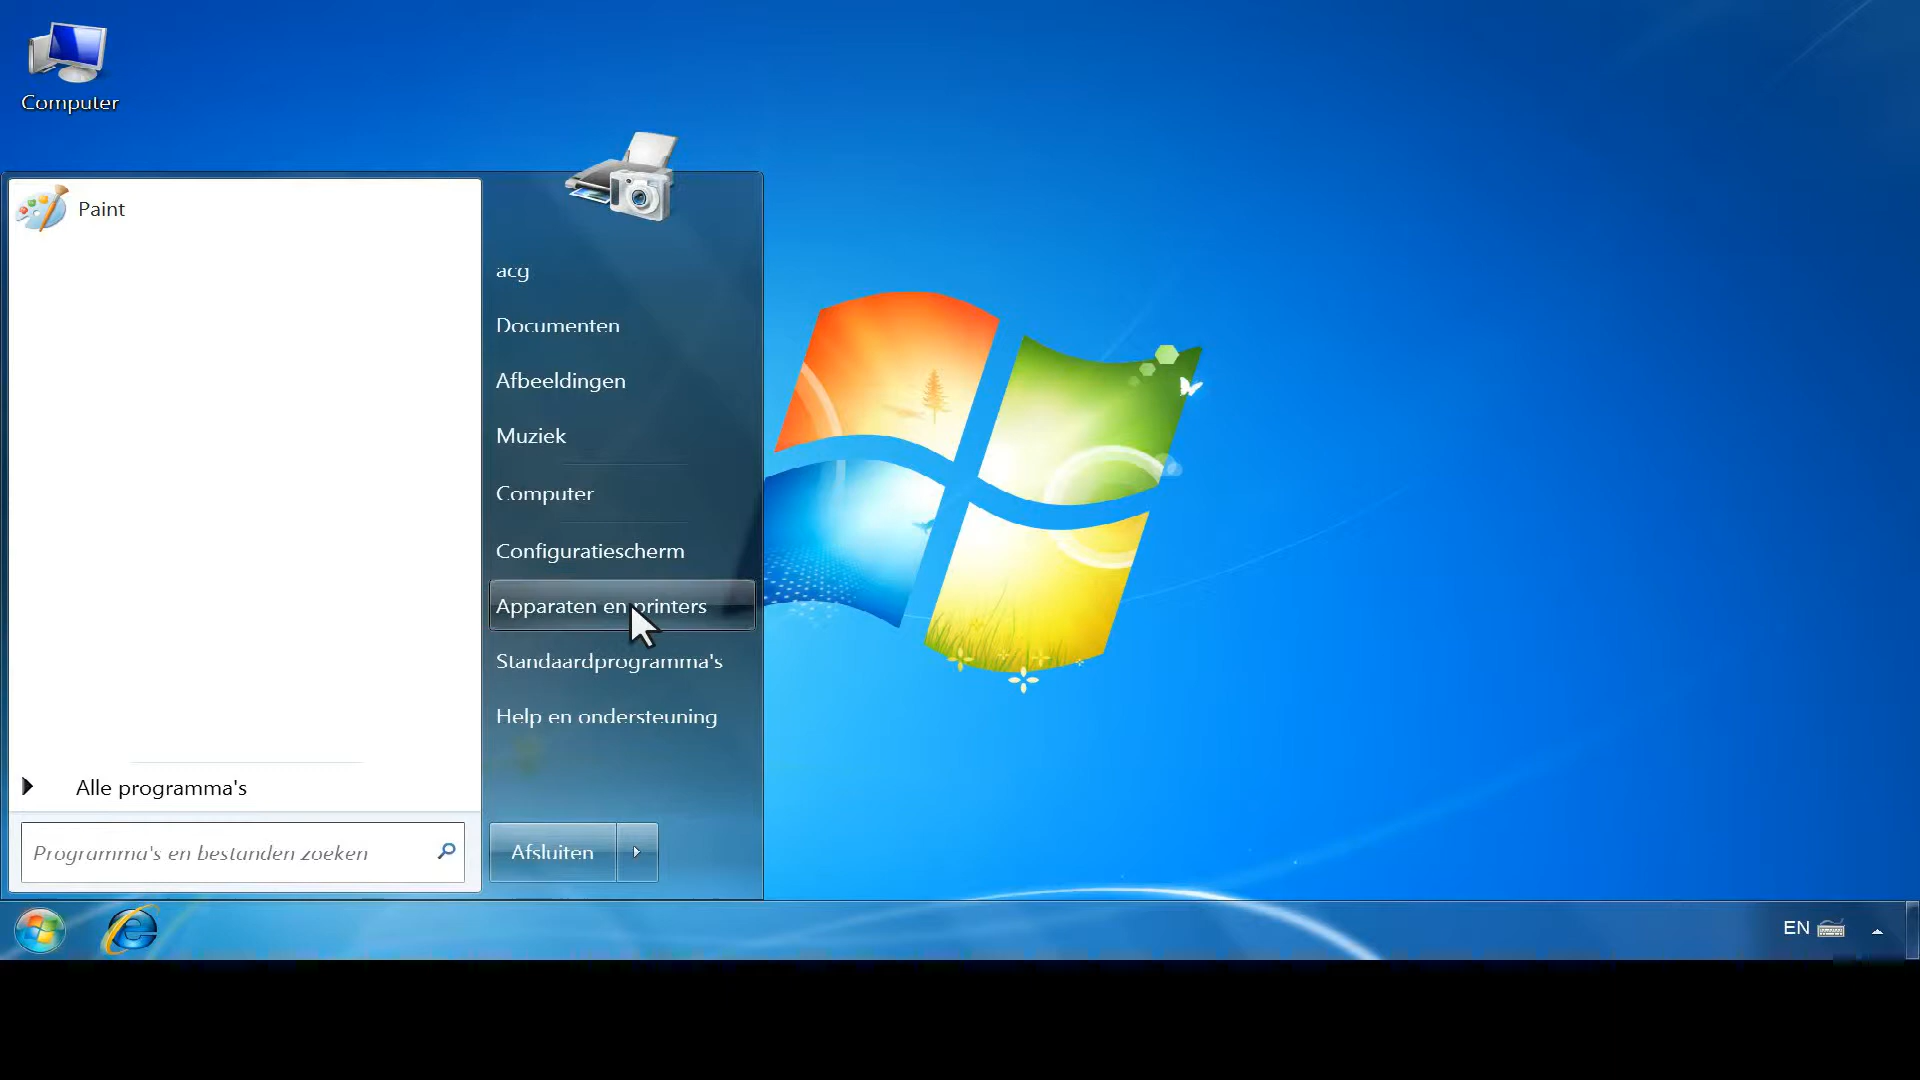 Computer
Paint
acg
Documenten
Afbeeldingen
Muziek
Computer
Configuratiescherm
Apparaten en printers
Standaardprogramma's
Help en ondersteuning
Alle programma's
Programma's en bestanden zoeken
Afsluiten
EN